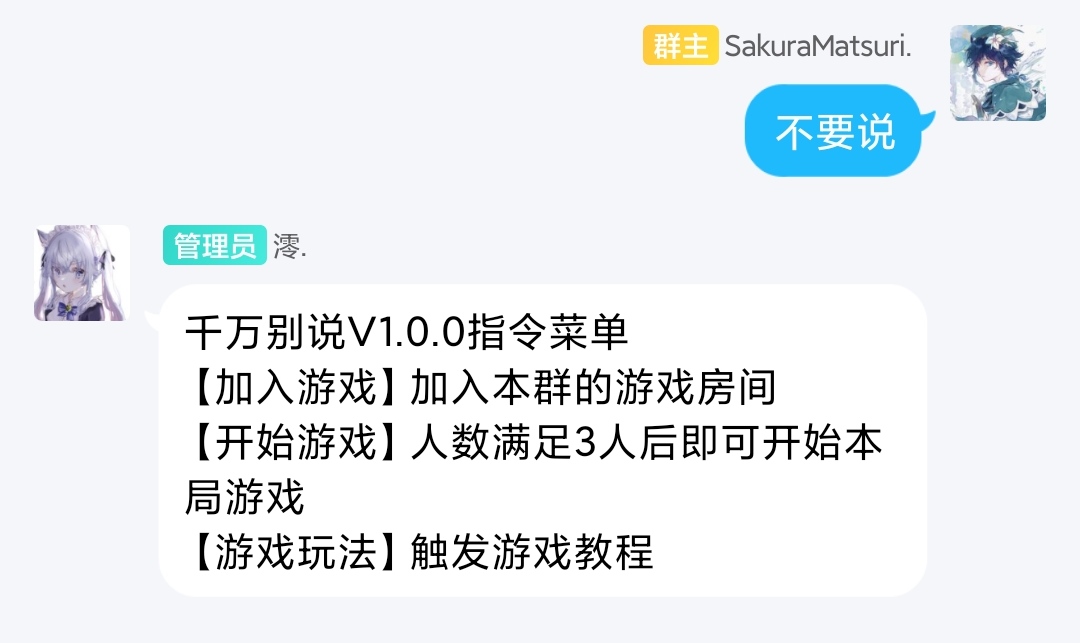 群主 SakuraMatsuri.
不要说
管理员 澪.
千万别说V1.0.0指令菜单
【加入游戏】加入本群的游戏房间
【开始游戏】人数满足3人后即可开始本
局游戏
【游戏玩法】触发游戏教程